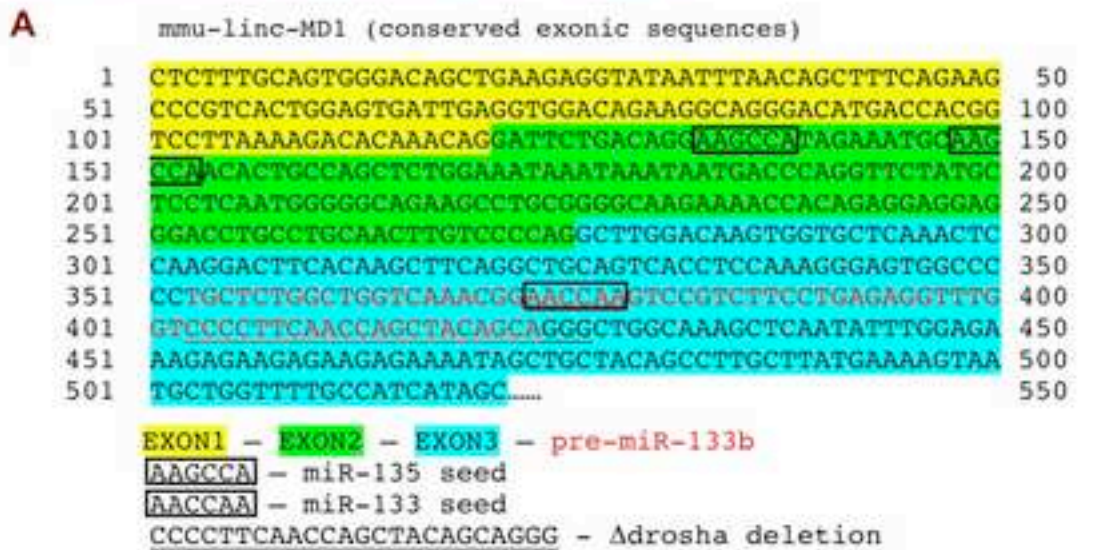 A
mmu-linc-MD1 (conserved exonic sequences)
1 CTCTTTGCAGTGGGACAGCTGAAGAGGTATAATTTAACAGCTTTCAGAAG 50
51 CCCGTCACTGGAGTGATTGAGGTGGACAGAAGGCAGGGACATGACCACGG 100
101 TCCTTAAAAGACACAAACAGGATTCTGACAGGAAGCCATAGAAATGCAAG 150
151 CCAACACTGCCAGCTCTGGAAATAAATAAATAATGACCCAGGTTCTATGC 200
201 TCCTCAATGGGGGCAGAAGCCTGCGGGGCAAGAAAACCACAGAGGAGGAG 250
251 GGACCTGCCTGCAACTTGTCCCCAGGCTTGGACAAGTGGTGCTCAAACTC 300
301 CAAGGACTTCACAAGCTTCAGGCTGCAGTCACCTCCAAAGGGAGTGGCCC 350
351 CCTGCTCTGGCTGGTCAAACGGAACCAAGTCCGTCTTCCTGAGAGGTTTG 400
401 GTCCCCTTCAACCAGCTACAGCAGGGCTGGCAAAGCTCAATATTTGGAGA 450
451 AAGAGAAGAGAAGAGAAAATAGCTGCTACAGCCTTGCTTATGAAAAGTAA 500
501 TGCTGGTTTTGCCATCATAGC...... 550
EXON1 – EXON2 – EXON3 – pre-miR-133b
AAGCCA – miR-135 seed
AACCAA – miR-133 seed
CCCCTTCAACCAGCTACAGCAGGG - Δdrosha deletion